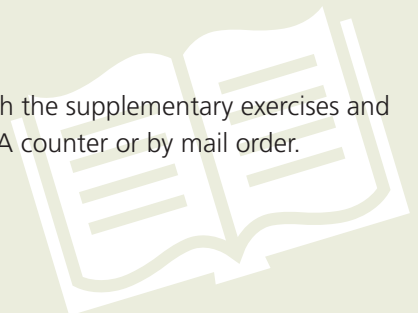 the supplementary exercises and
counter or by mail order.